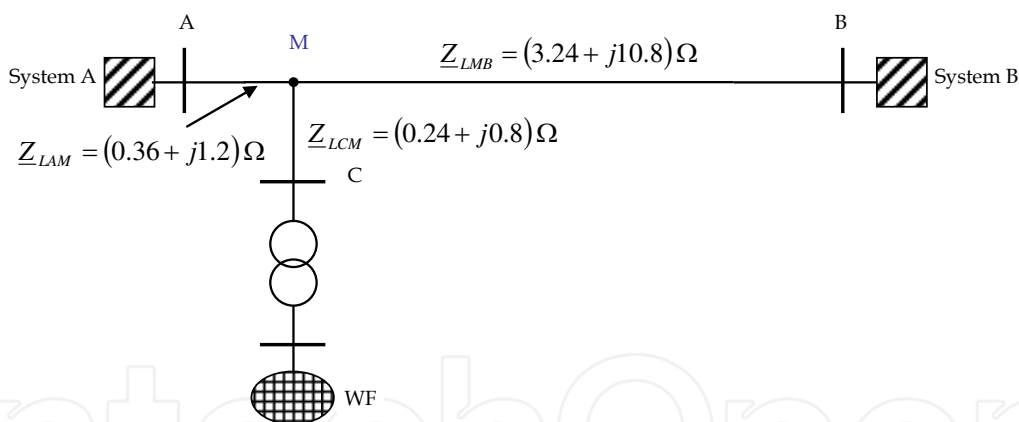 A
M
B
Z_LMB = (3.24 + j10.8) Ω
System A
System B
Z_LAM = (0.36 + j1.2) Ω
Z_LCM = (0.24 + j0.8) Ω
C
WF